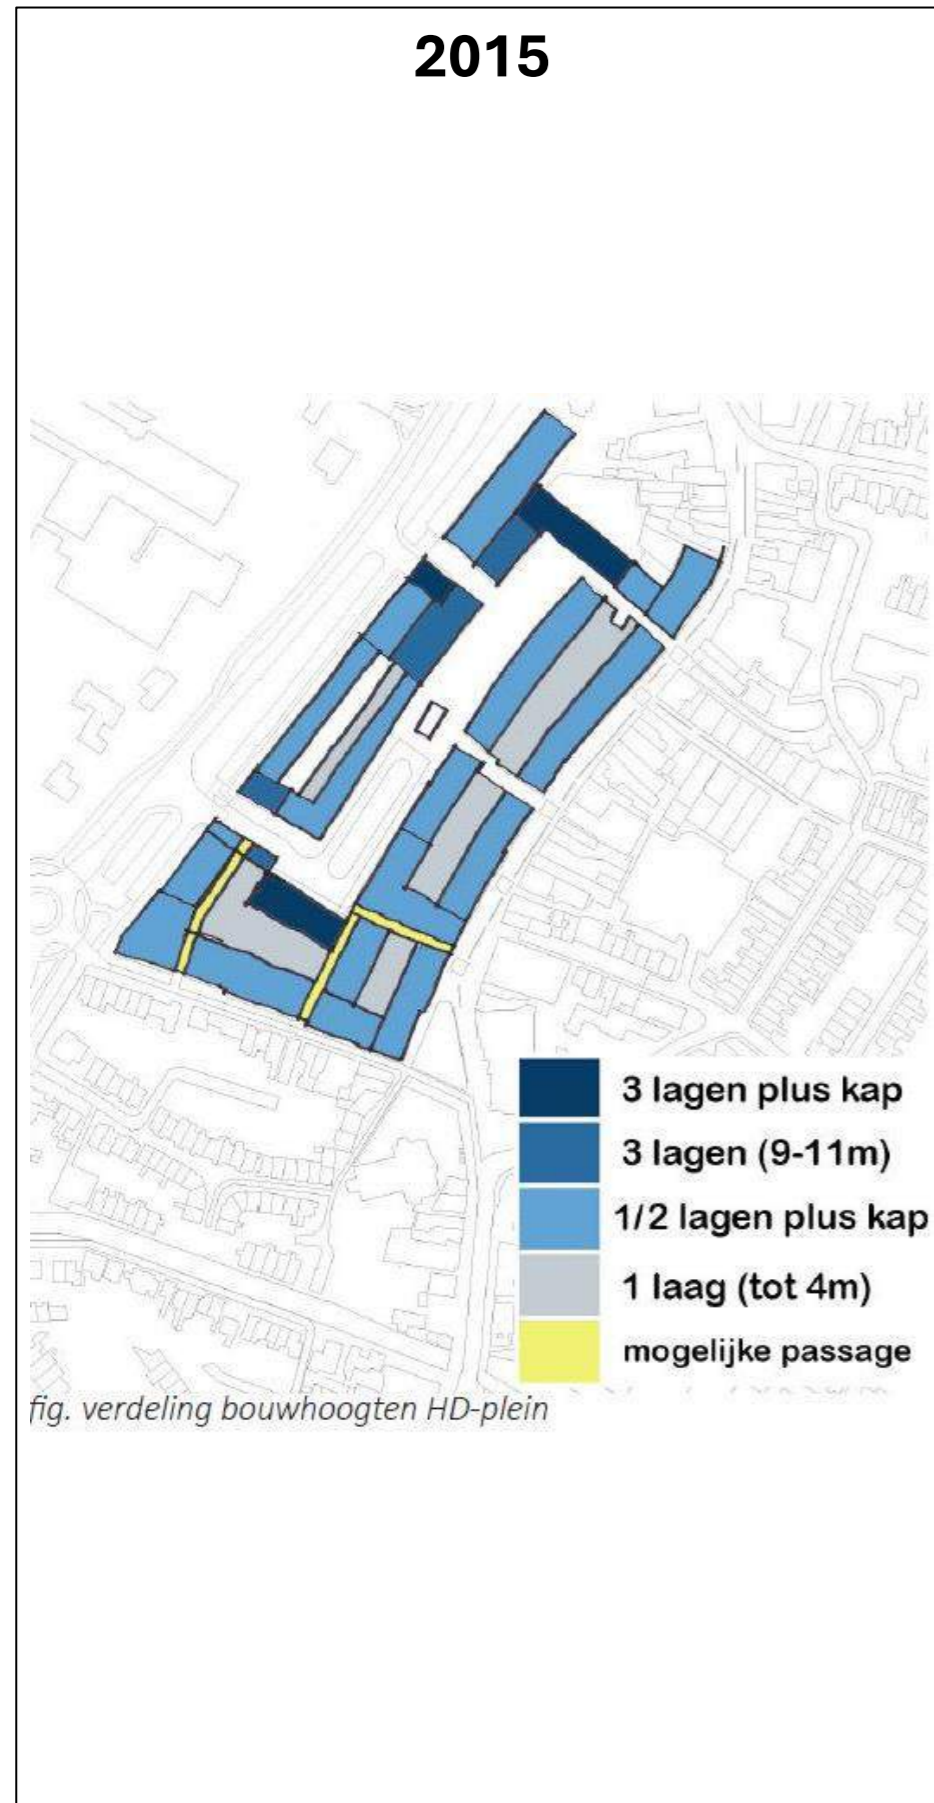 2015
3 lagen plus kap
3 lagen (9-11m)
1/2 lagen plus kap
1 laag (tot 4m)
mogelijke passage
fig. verdeling bouwhoogten HD-plein